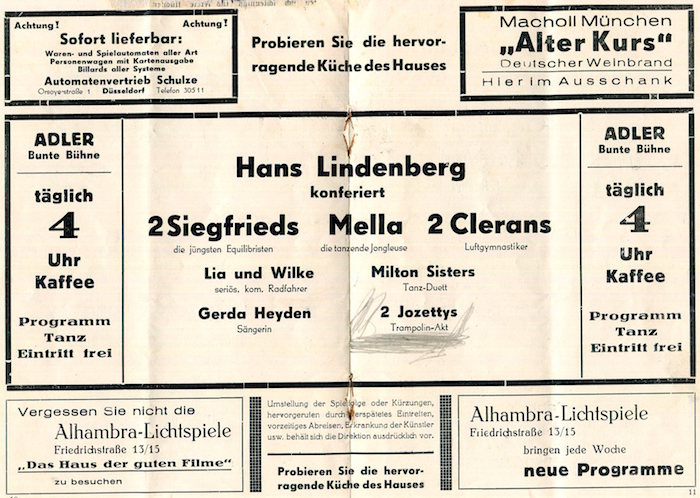 Achtung! Achtung!
Sofort lieferbar:
Waren- und Spielautomaten aller Art
Personenwagen mit Kartenausgabe
Billards aller Systeme
Automatenvertrieb Schulze
Orsoyerstraße 1 Düsseldorf Telefon 30511
Probieren Sie die hervor-
ragende Küche des Hauses
Macholl München
„Alter Kurs“
Deutscher Weinbrand
Hier im Ausschank
ADLER
Bunte Bühne
täglich
4
Uhr
Kaffee
Programm
Tanz
Eintritt frei
Hans Lindenberg
konferiert
2 Siegfrieds Mella 2 Clerans
die jüngsten Equilibristen die tanzende Jongleuse Luftgymnastiker
Lia und Wilke Milton Sisters
seriös. kom. Radfahrer Tanz-Duett
Gerda Heyden 2 Jozettys
Sängerin Trampolin-Akt
ADLER
Bunte Bühne
täglich
4
Uhr
Kaffee
Programm
Tanz
Eintritt frei
Vergessen Sie nicht die
Alhambra-Lichtspiele
Friedrichstraße 13/15
„Das Haus der guten Filme“
zu besuchen
Umstellung der Spielfolge oder Kürzungen,
hervorgerufen durch verspätetes Eintreffen,
vorzeitiges Abreisen, Erkrankung der Künstler
usw. behält sich die Direktion ausdrücklich vor.
Probieren Sie die hervor-
ragende Küche des Hauses
Alhambra-Lichtspiele
Friedrichstraße 13/15
bringen jede Woche
neue Programme
11